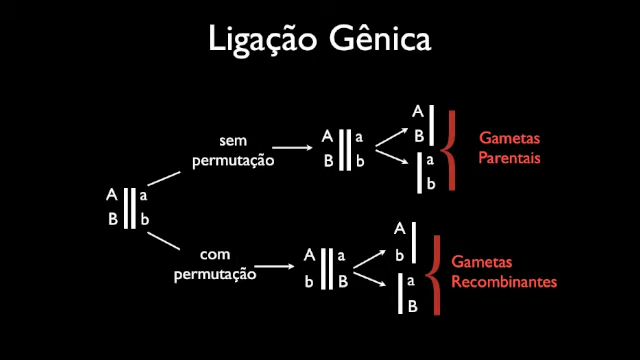 Ligação Gênica
sem
permutação
A a
B b
A
B
a
b
Gametas
Parentais
A a
B b
com
permutação
A a
b B
A
b
a
B
Gametas
Recombinantes